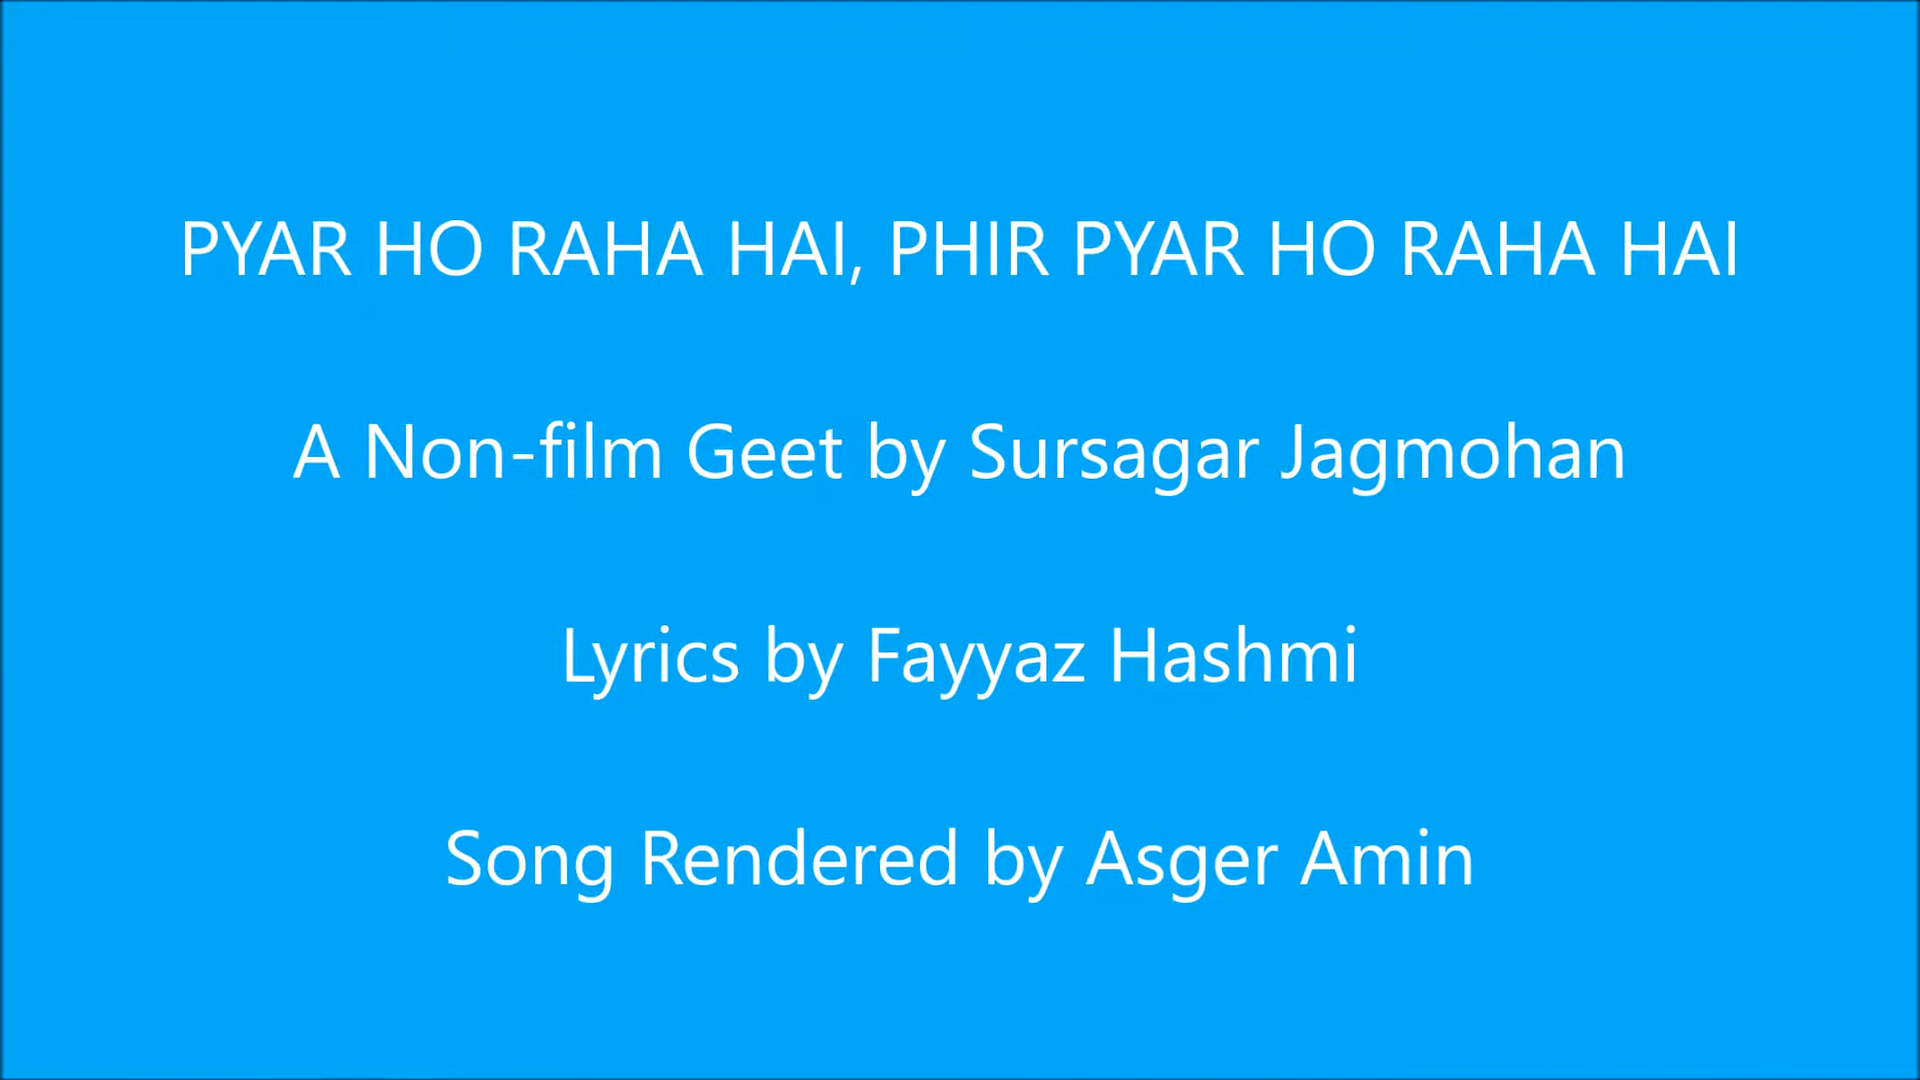 PYAR HO RAHA HAI, PHIR PYAR HO RAHA HAI
A Non-film Geet by Sursagar Jagmohan
Lyrics by Fayyaz Hashmi
Song Rendered by Asger Amin